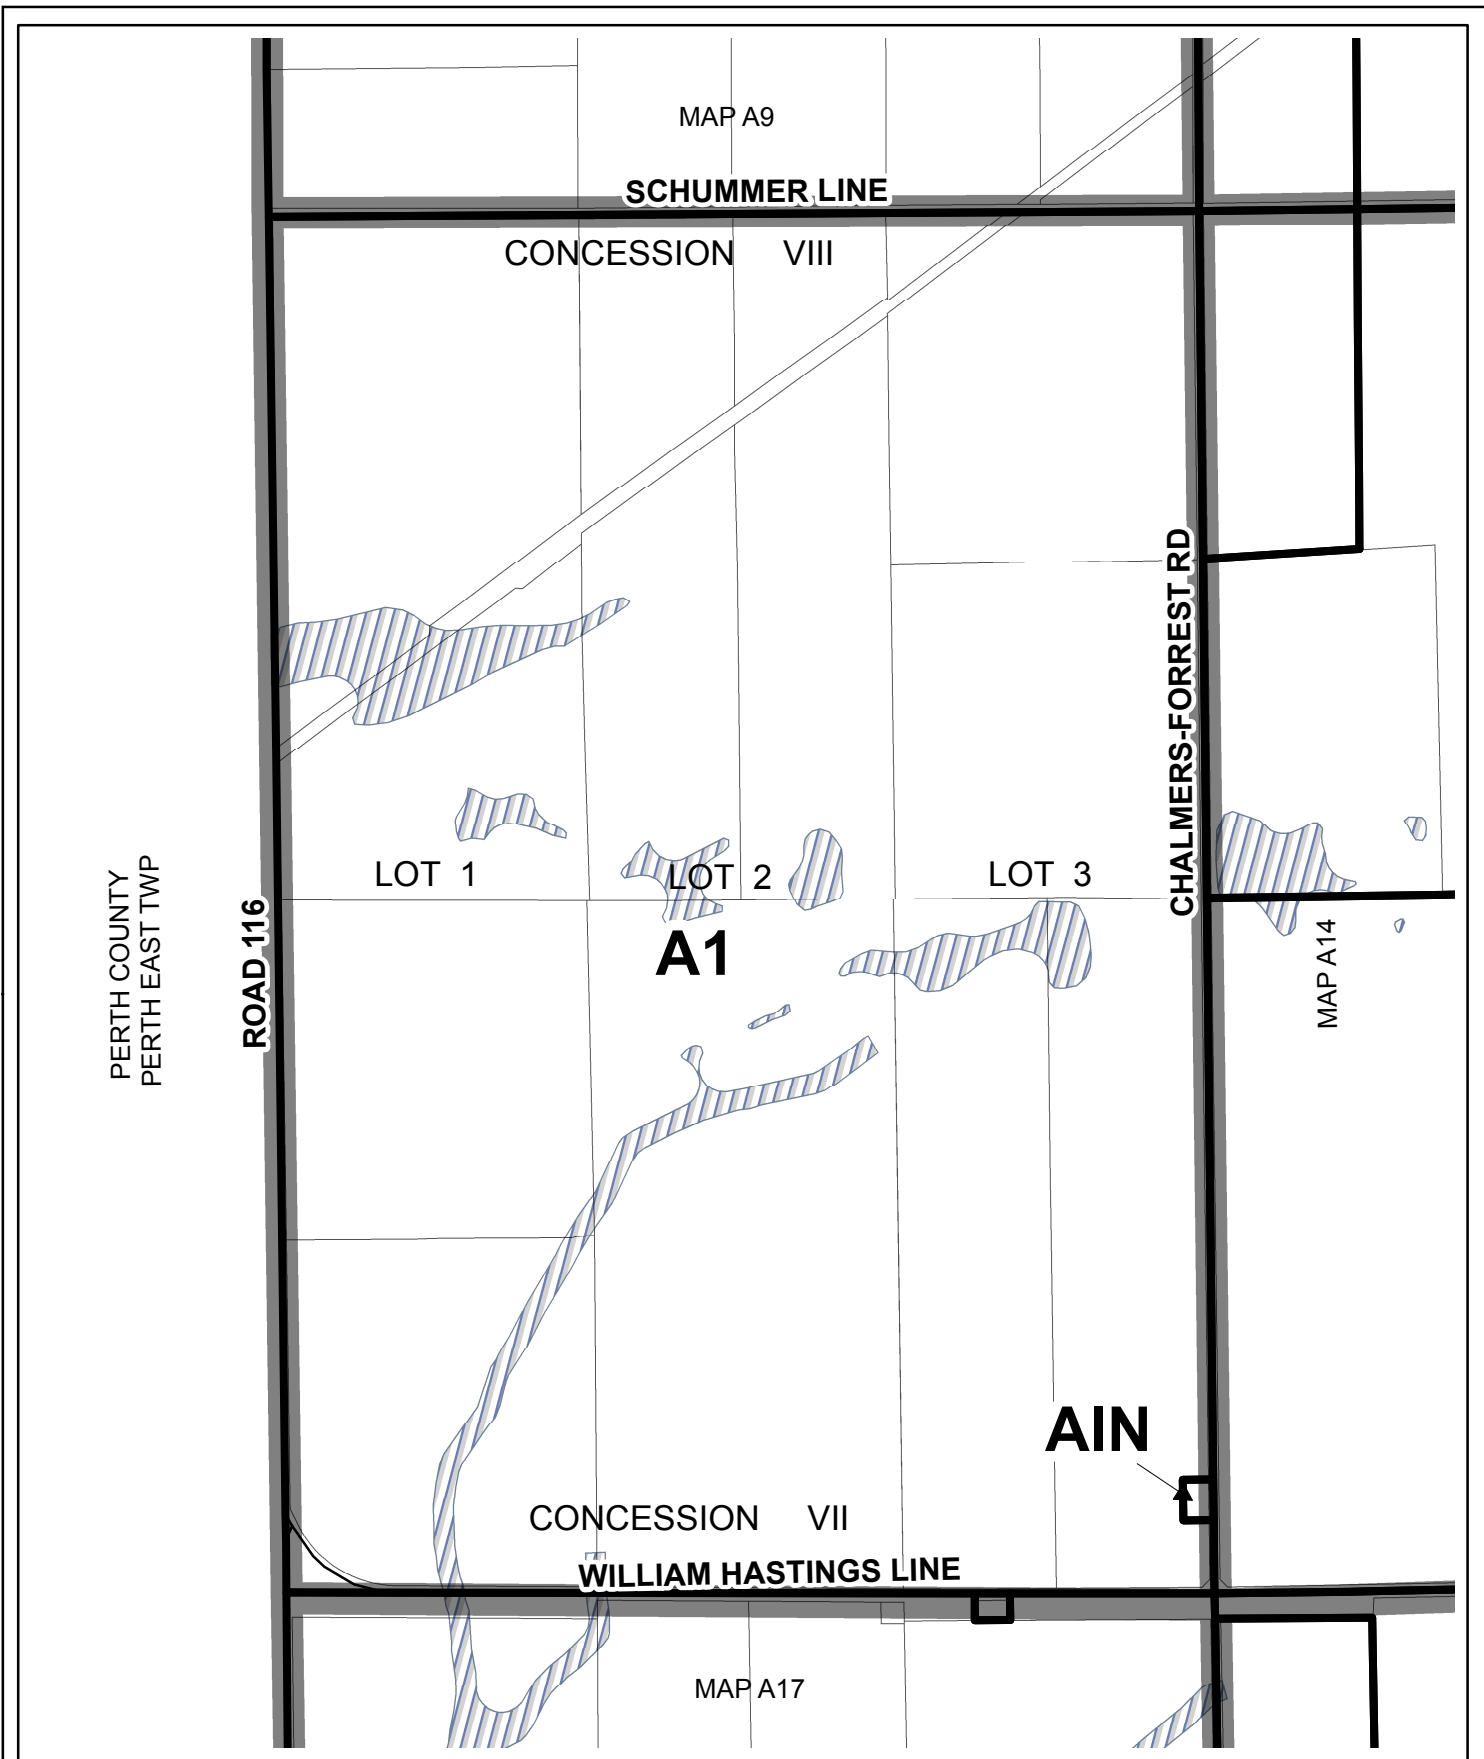 MAP A9
SCHUMMER LINE
CONCESSION VIII
CHALMERS-FORREST RD
LOT 1
LOT 2
LOT 3
PERTH COUNTY
PERTH EAST TWP
ROAD 116
A1
MAP A14
AIN
CONCESSION VII
WILLIAM HASTINGS LINE
MAP A17